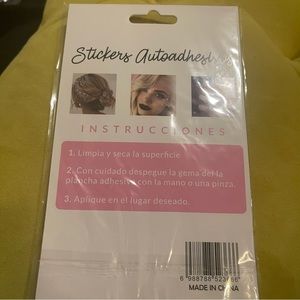 Stickers Autoadhesivos
INSTRUCCIONES
1. Limpia y seca la superficie
2. Con cuidado despegue la gema del la
plancha adhesiva con la mano o una pinza.
3. Aplique en el lugar deseado.
MADE IN CHINA